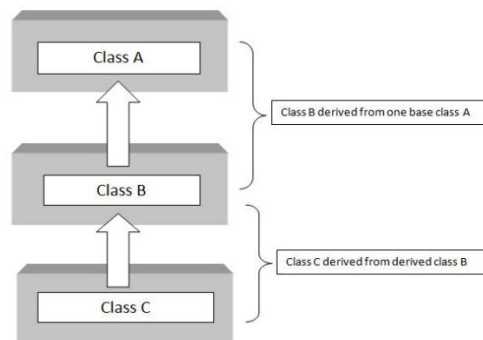 Class A
Class B derived from one base class A
Class B
Class C derived from derived class B
Class C